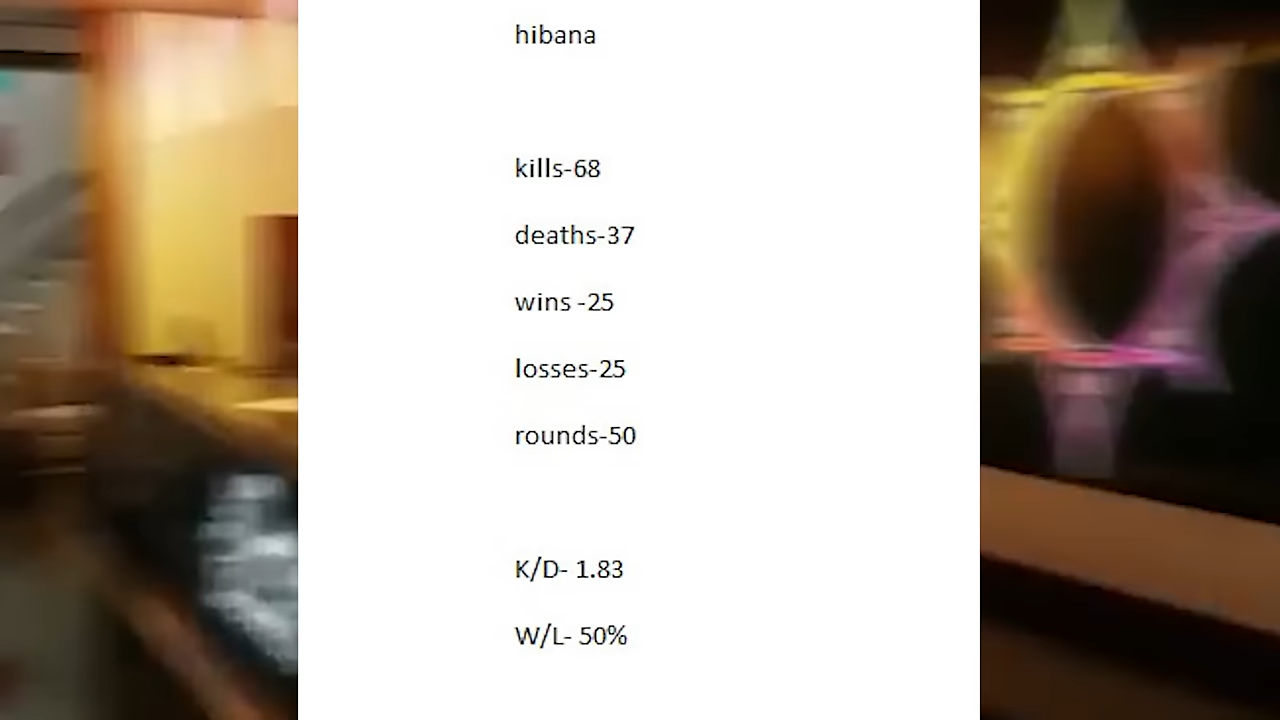 hibana
kills-68
deaths-37
wins -25
losses-25
rounds-50
K/D- 1.83
W/L- 50%